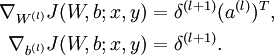 ∇_{W^{(l)}} J(W, b; x, y) = δ^{(l+1)} (a^{(l)})^T,
∇_{b^{(l)}} J(W, b; x, y) = δ^{(l+1)}.